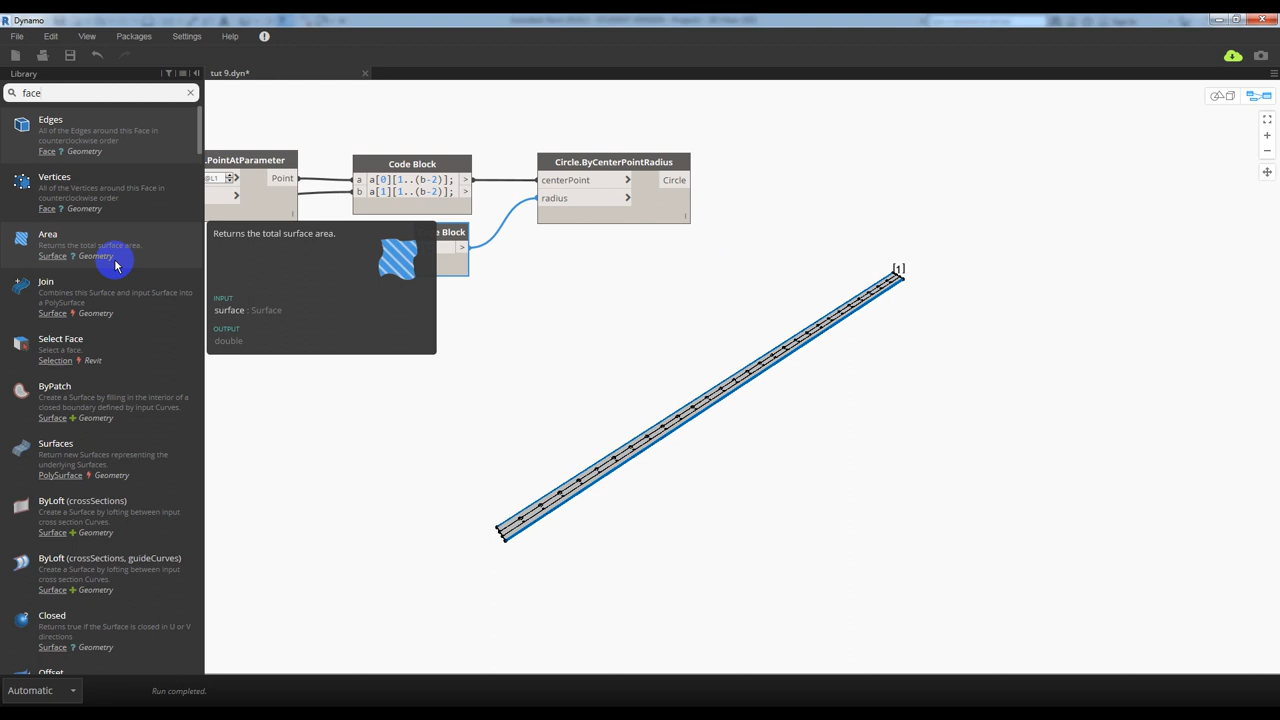 Dynamo
File Edit View Packages Settings Help
Library
tut 9.dyn*
face
Edges
All of the Edges around this Face in
counterclockwise order
Face ? Geometry
Vertices
All of the Vertices around this Face in
counterclockwise order
Face ? Geometry
Area
Returns the total surface area.
Surface ? Geometry
Join
Combines this Surface and input Surface into
a PolySurface
Surface Geometry
Select Face
Select a face.
Selection Revit
ByPatch
Create a Surface by filling in the interior of a
closed boundary defined by input Curves.
Surface + Geometry
Surfaces
Return new Surfaces representing the
underlying Surfaces.
PolySurface Geometry
ByLoft (crossSections)
Create a Surface by lofting between input
cross section Curves.
Surface + Geometry
ByLoft (crossSections, guideCurves)
Create a Surface by lofting between input
cross section Curves.
Surface + Geometry
Closed
Returns true if the Surface is closed in U or V
directions
Surface ? Geometry
Offset
.PointAtParameter
Point
Code Block
a a[0][1..(b-2)]; >
b a[1][1..(b-2)]; >
Circle.ByCenterPointRadius
centerPoint > Circle
radius >
Block
>
Returns the total surface area.
INPUT
surface : Surface
OUTPUT
double
[1]
Automatic
Run completed.